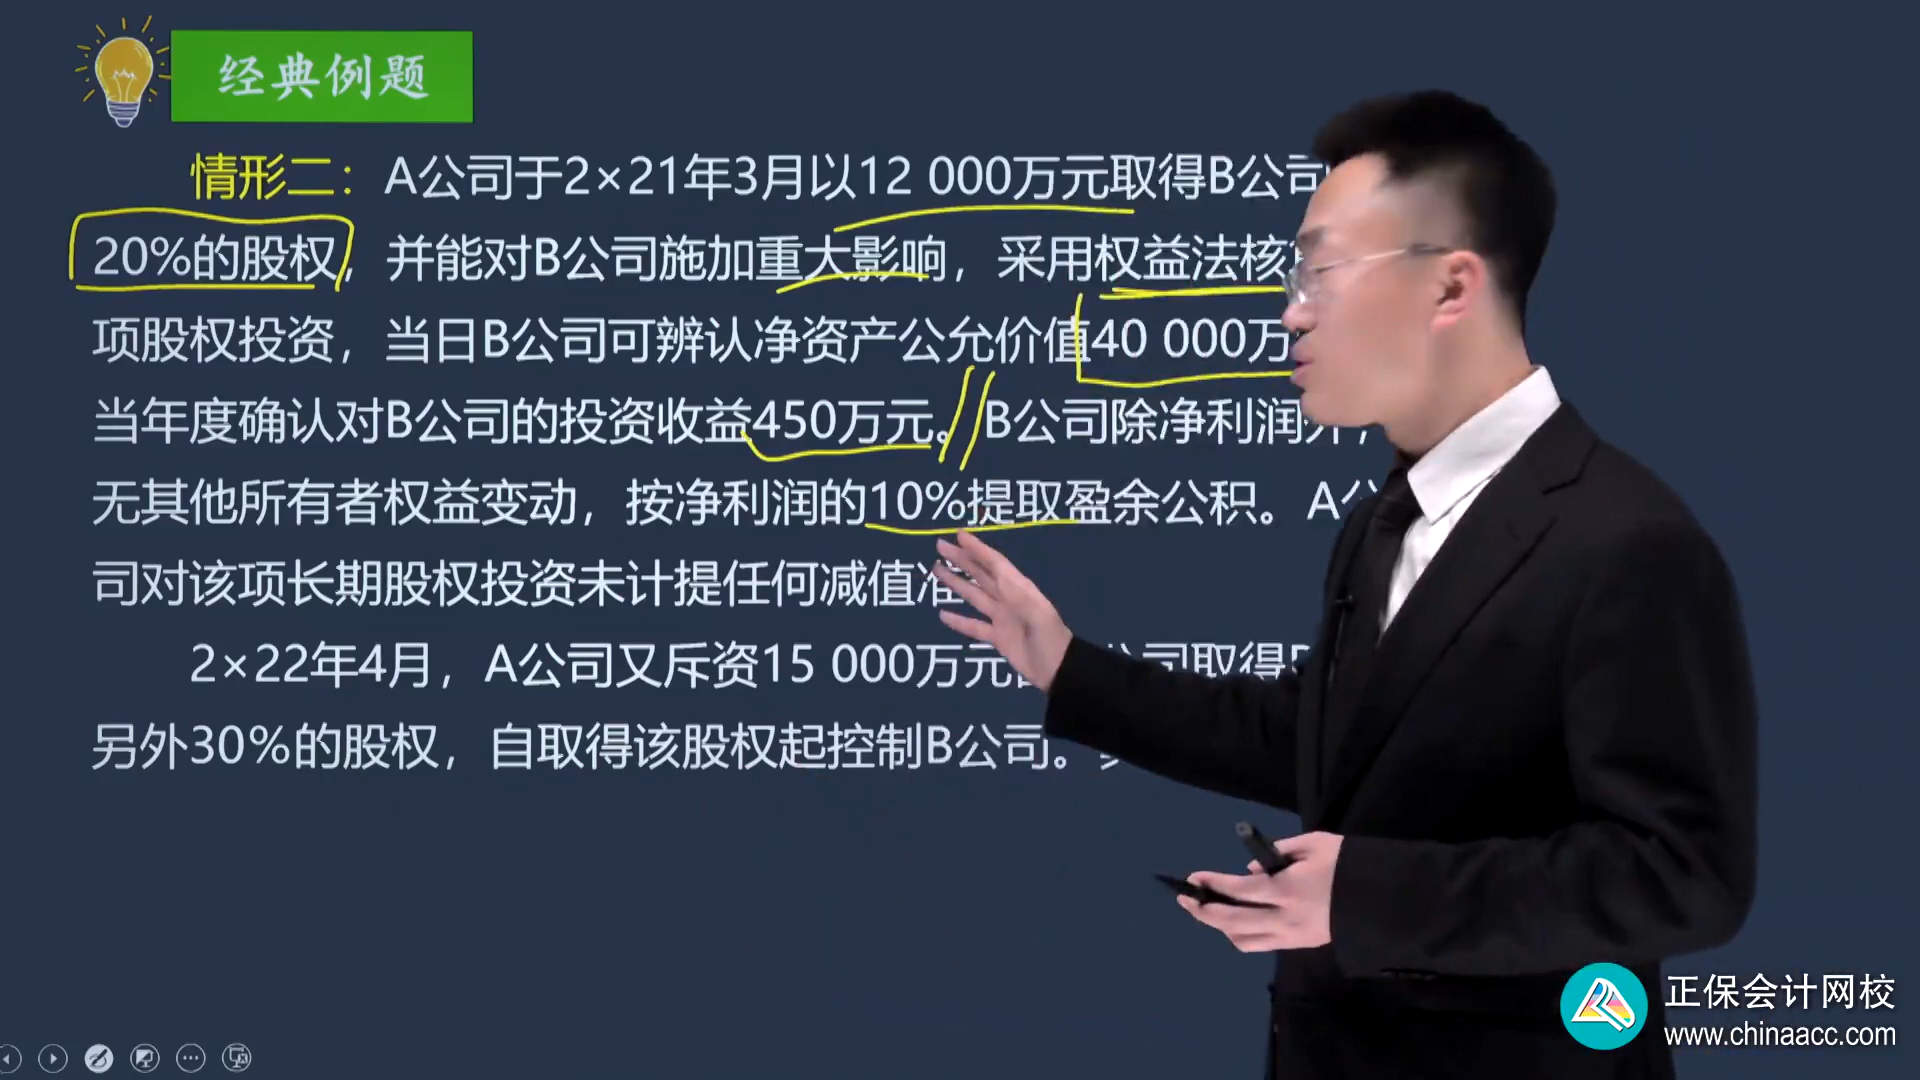 经典例题
情形二：A公司于2×21年3月以12 000万元取得B公司
20%的股权，并能对B公司施加重大影响，采用权益法核
项股权投资，当日B公司可辨认净资产公允价值40 000万
当年度确认对B公司的投资收益450万元。B公司除净利润外，
无其他所有者权益变动，按净利润的10%提取盈余公积。A公
司对该项长期股权投资未计提任何减值准
2×22年4月，A公司又斥资15 000万元 公司取得B
另外30%的股权，自取得该股权起控制B公司。
正保会计网校
www.chinaacc.com